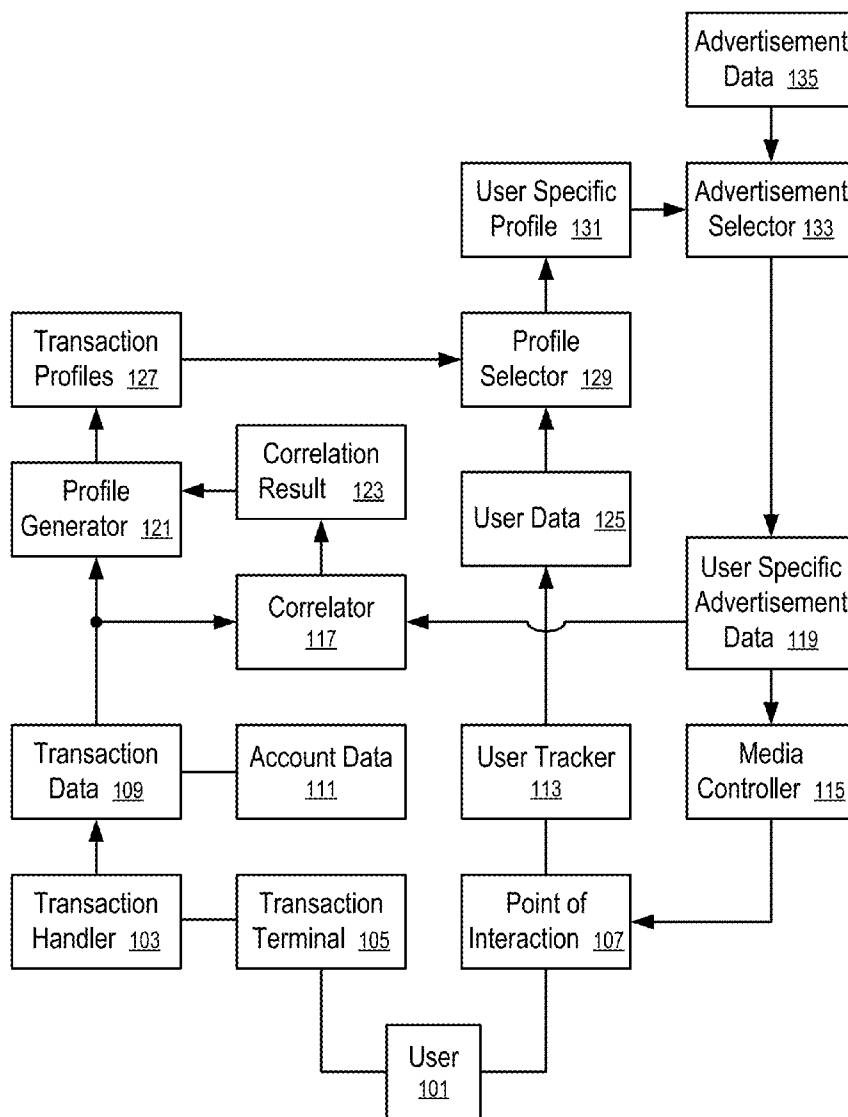 Advertisement
Data 135
User Specific
Profile 131
Advertisement
Selector 133
Transaction
Profiles 127
Profile
Selector 129
Correlation
Result 123
Profile
Generator 121
User Data 125
User Specific
Advertisement
Data 119
Correlator
117
Transaction
Data 109
Account Data
111
User Tracker
113
Media
Controller 115
Transaction
Handler 103
Transaction
Terminal 105
Point of
Interaction 107
User
101